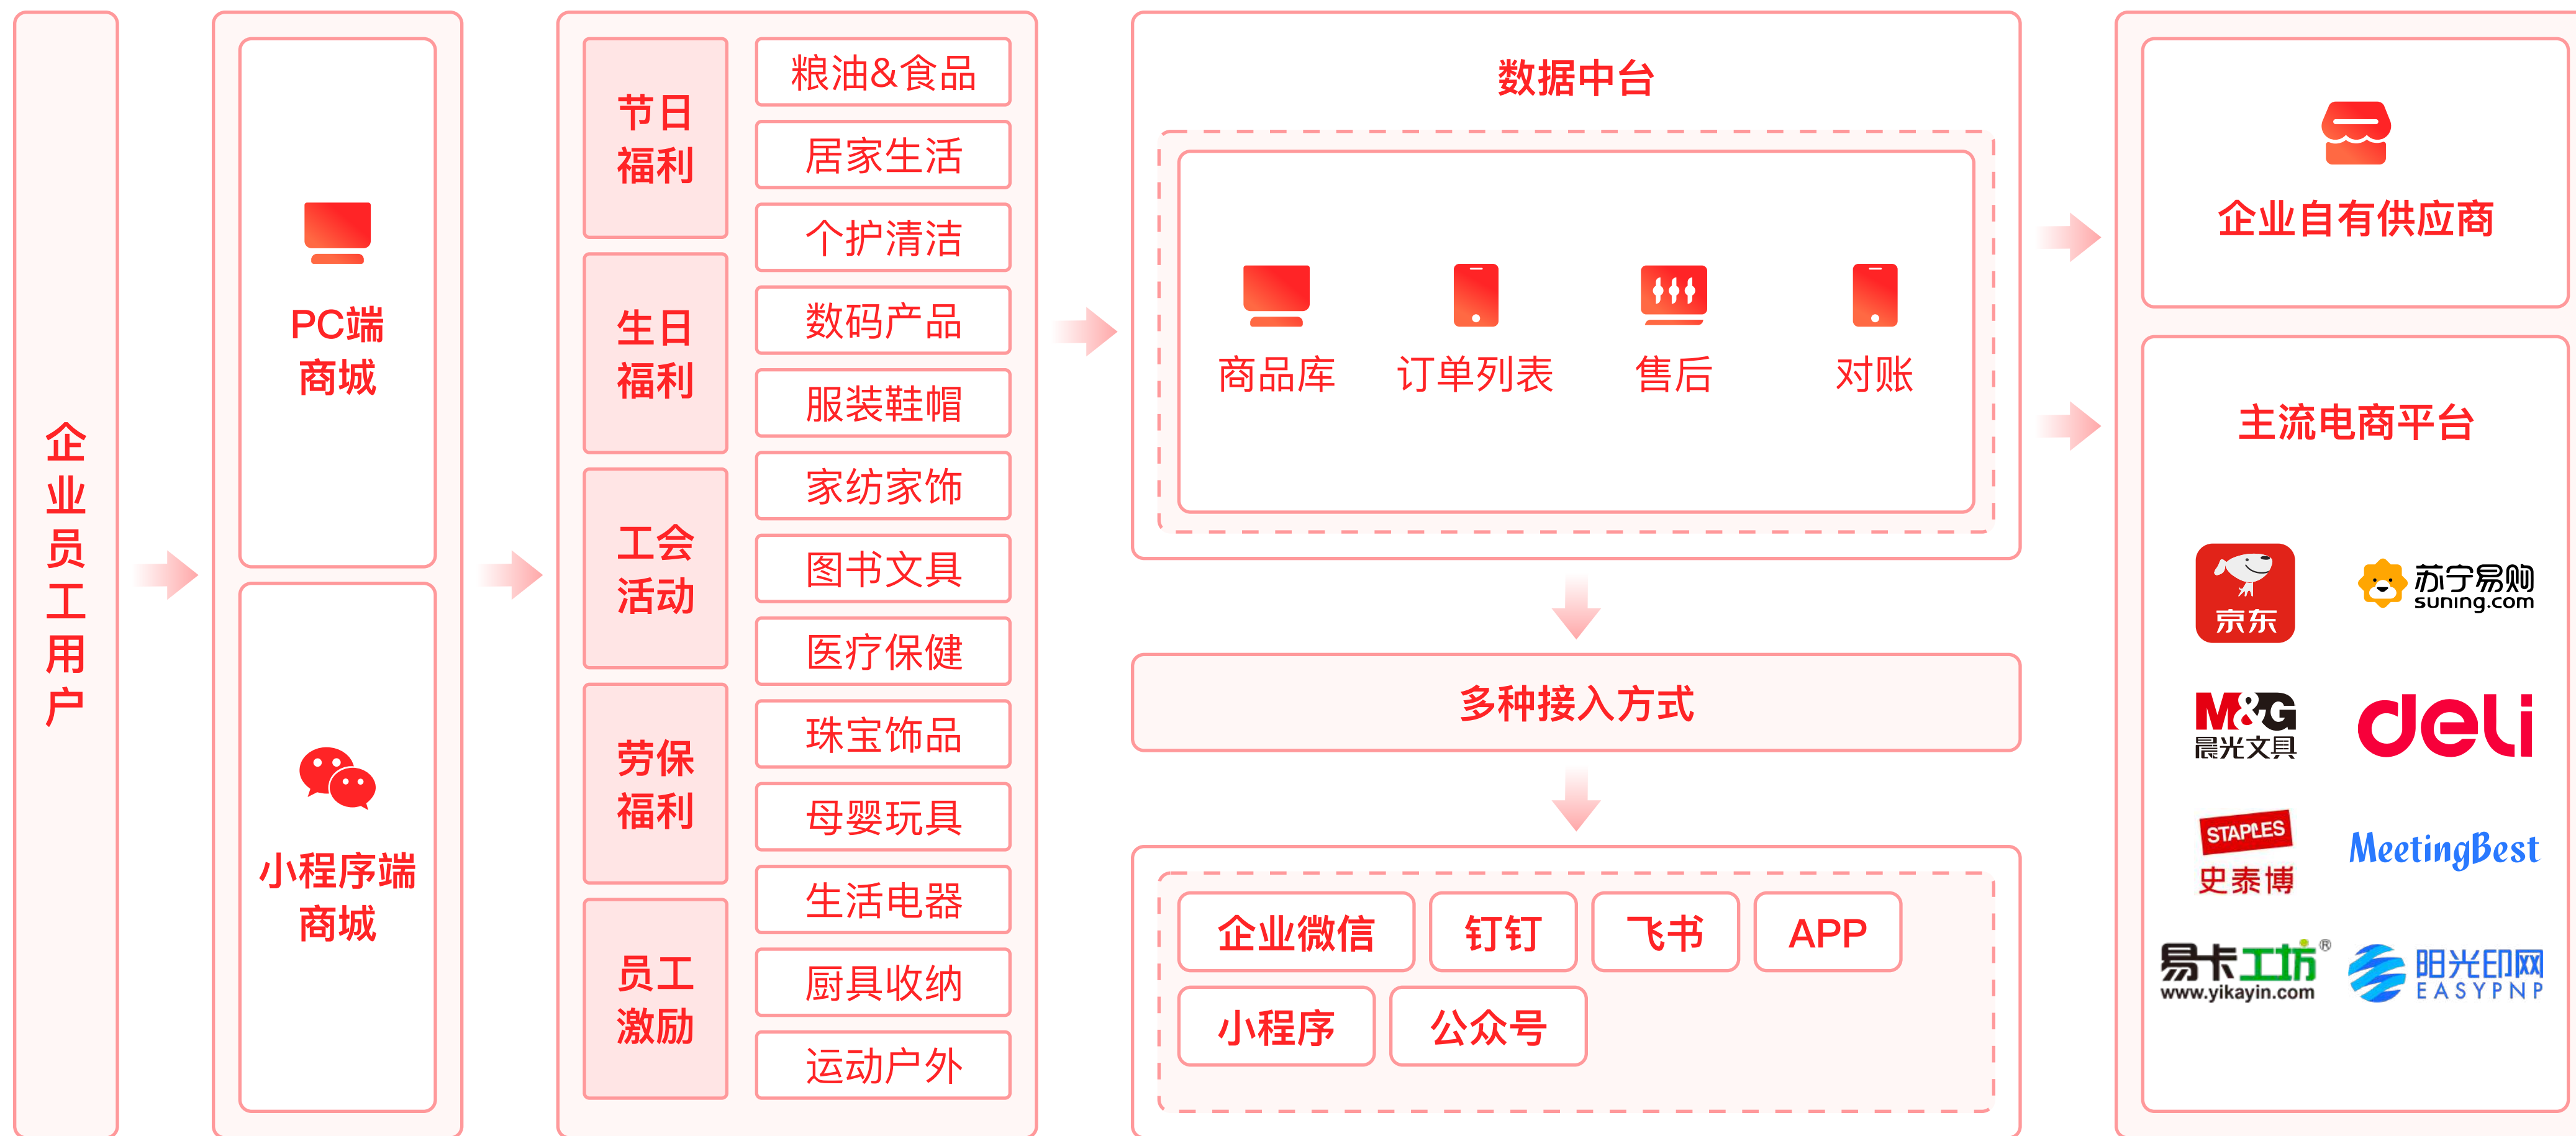 企业员工用户
PC端
商城
小程序端
商城
节日
福利
生日
福利
工会
活动
劳保
福利
员工
激励
粮油&食品
居家生活
个护清洁
数码产品
服装鞋帽
家纺家饰
图书文具
医疗保健
珠宝饰品
母婴玩具
生活电器
厨具收纳
运动户外
数据中台
商品库
订单列表
售后
对账
多种接入方式
企业微信
钉钉
飞书
APP
小程序
公众号
企业自有供应商
主流电商平台
京东
苏宁易购
suning.com
M&G
晨光文具
deli
STAPLES
史泰博
MeetingBest
易卡工坊®
www.yikayin.com
阳光印网
EASYPNP